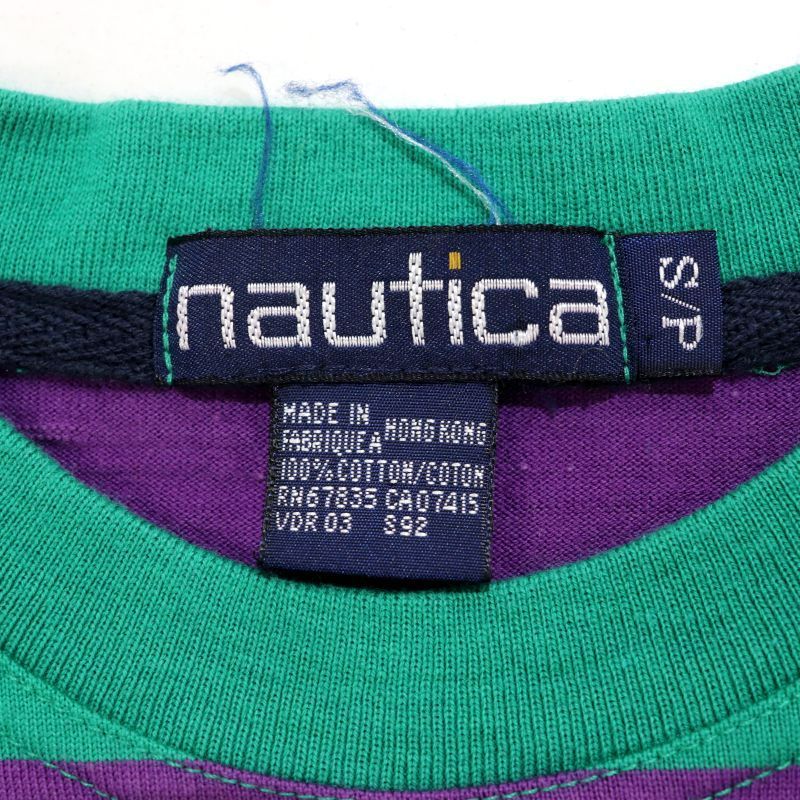 nautica
S/P
MADE IN
FABRIQUE A HONG KONG
100% COTTON/COTON
RN67835 CA07415
VDR 03 S92